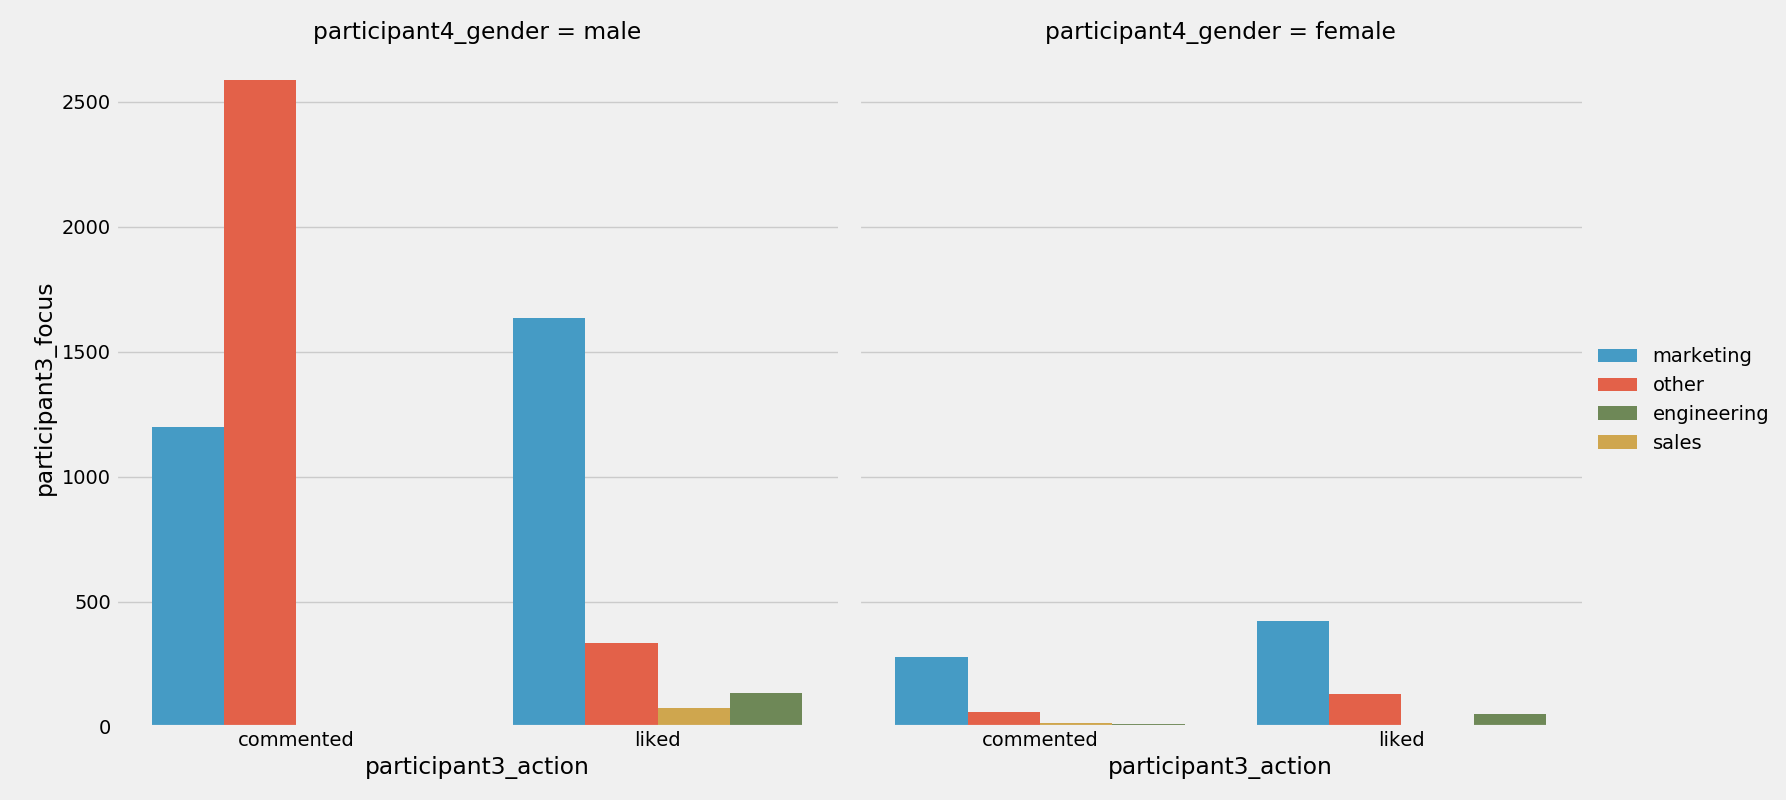 participant4_gender = male
participant4_gender = female
participant3_focus
2500
2000
1500
1000
500
0
commented
liked
commented
liked
participant3_action
participant3_action
marketing
other
engineering
sales